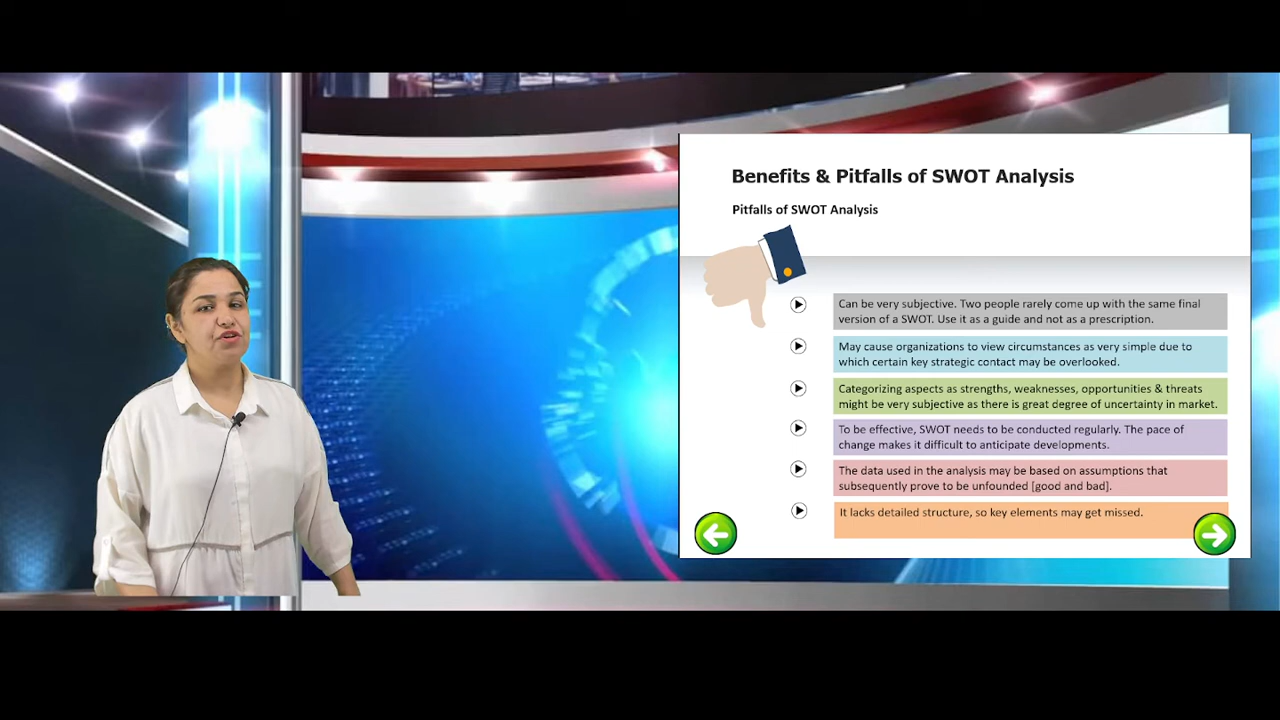 Benefits & Pitfalls of SWOT Analysis
Pitfalls of SWOT Analysis
Can be very subjective. Two people rarely come up with the same final
version of a SWOT. Use it as a guide and not as a prescription.
May cause organizations to view circumstances as very simple due to
which certain key strategic contact may be overlooked.
Categorizing aspects as strengths, weaknesses, opportunities & threats
might be very subjective as there is great degree of uncertainty in market.
To be effective, SWOT needs to be conducted regularly. The pace of
change makes it difficult to anticipate developments.
The data used in the analysis may be based on assumptions that
subsequently prove to be unfounded [good and bad].
It lacks detailed structure, so key elements may get missed.